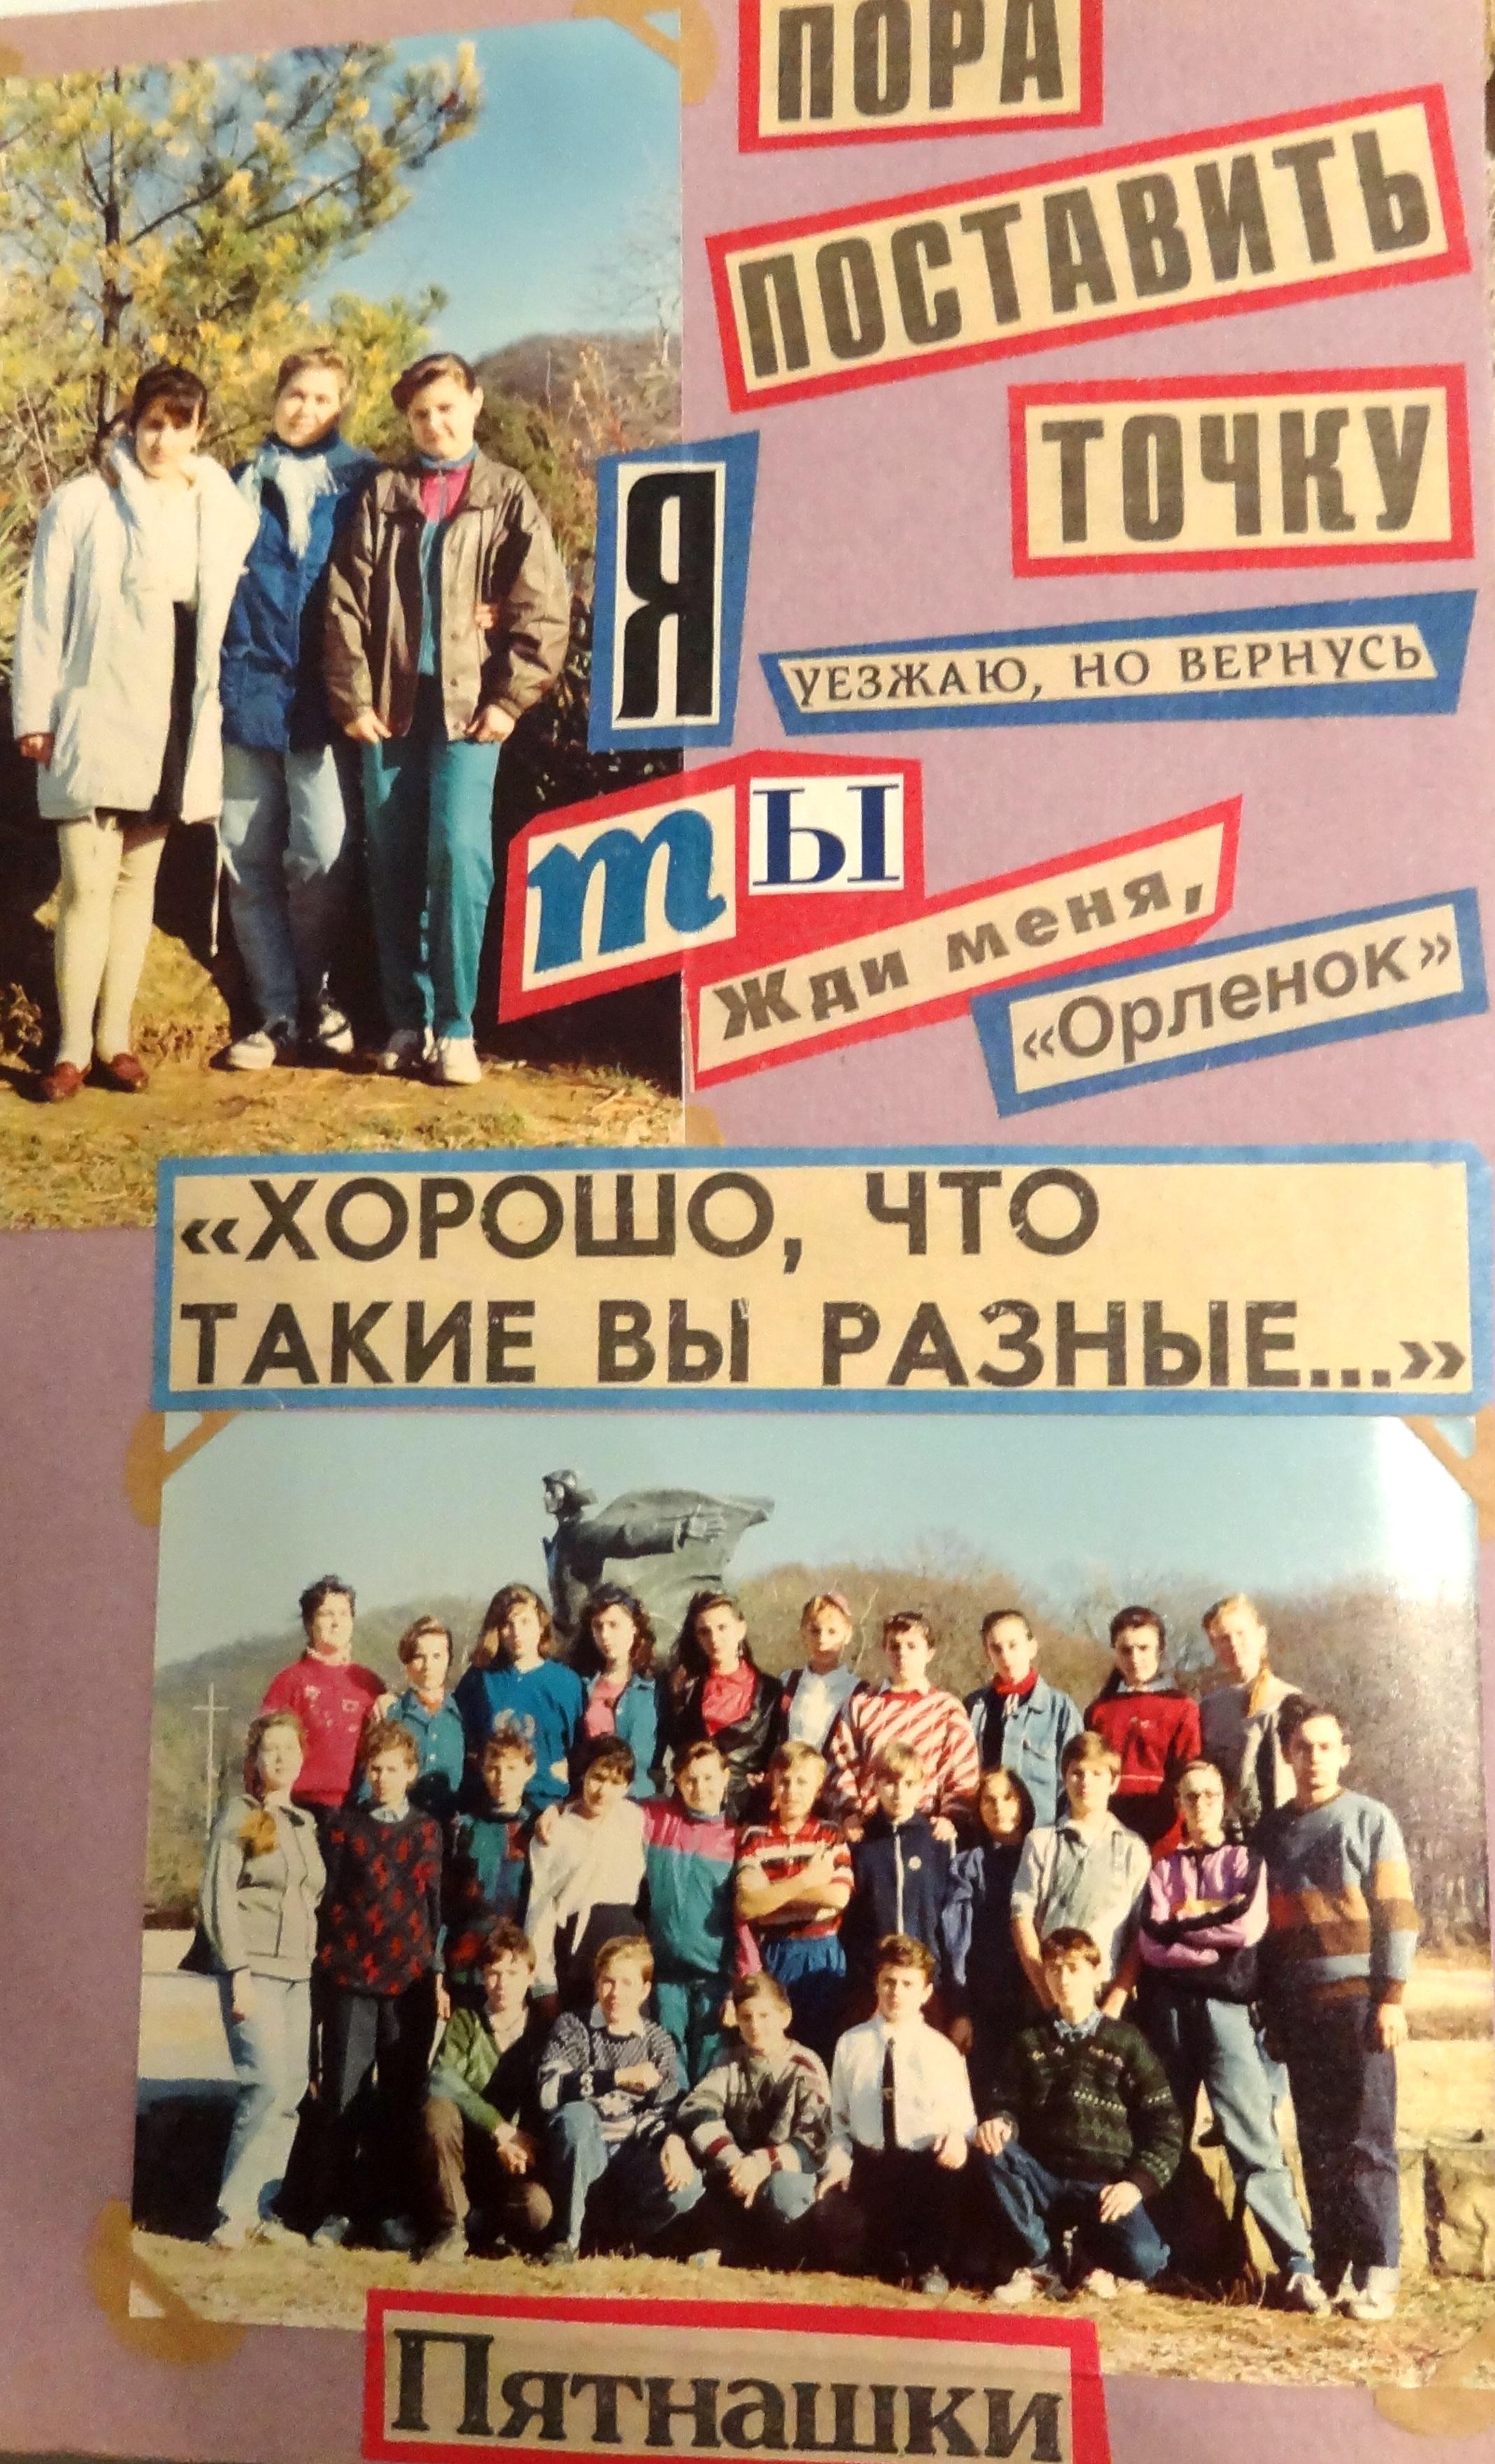 ПОРА
ПОСТАВИТЬ
ТОЧКУ
Я
УЕЗЖАЮ, НО ВЕРНУСЬ
ты
Жди меня,
«Орленок»
«ХОРОШО, ЧТО
ТАКИЕ ВЫ РАЗНЫЕ...»
Пятнашки